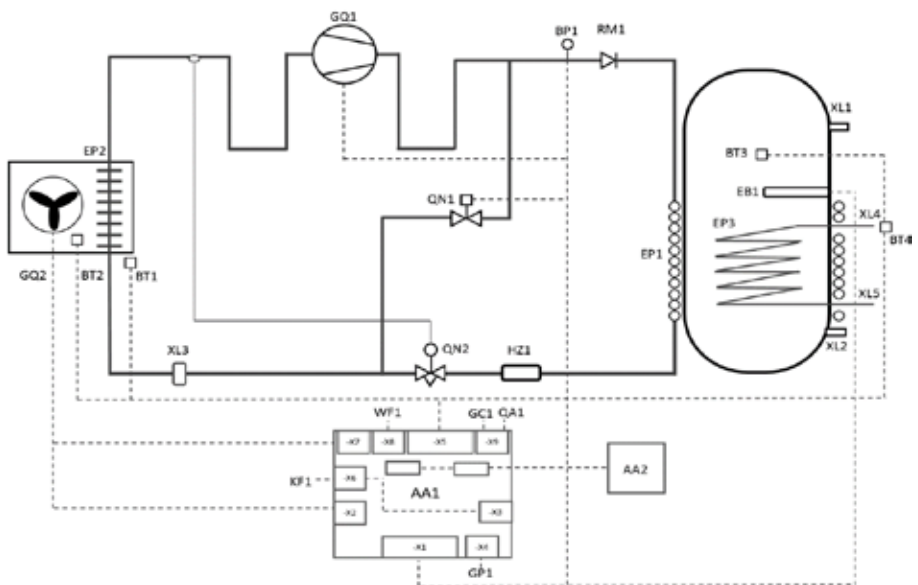 GQ1
BP1
RM1
XL1
EP2
BT3
QN1
EB1
EP3
XL4
BT4
EP1
GQ2
BT2
BT1
XL5
XL2
XL3
QN2
HZ1
WF1
GC1
QA1
-X7
-X8
-X5
-X9
KF1
-X6
AA1
AA2
-X2
-X3
-X1
-X4
GP1